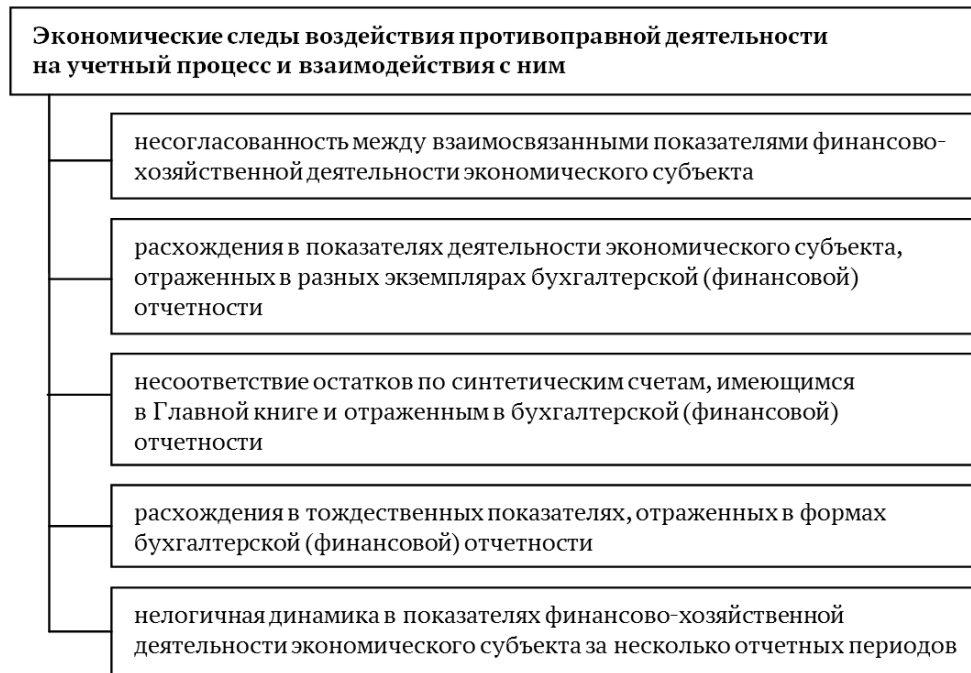 Экономические следы воздействия противоправной деятельности
на учетный процесс и взаимодействия с ним
несогласованность между взаимосвязанными показателями финансово-
хозяйственной деятельности экономического субъекта
расхождения в показателях деятельности экономического субъекта,
отраженных в разных экземплярах бухгалтерской (финансовой)
отчетности
несоответствие остатков по синтетическим счетам, имеющимся
в Главной книге и отраженным в бухгалтерской (финансовой)
отчетности
расхождения в тождественных показателях, отраженных в формах
бухгалтерской (финансовой) отчетности
нелогичная динамика в показателях финансово-хозяйственной
деятельности экономического субъекта за несколько отчетных периодов